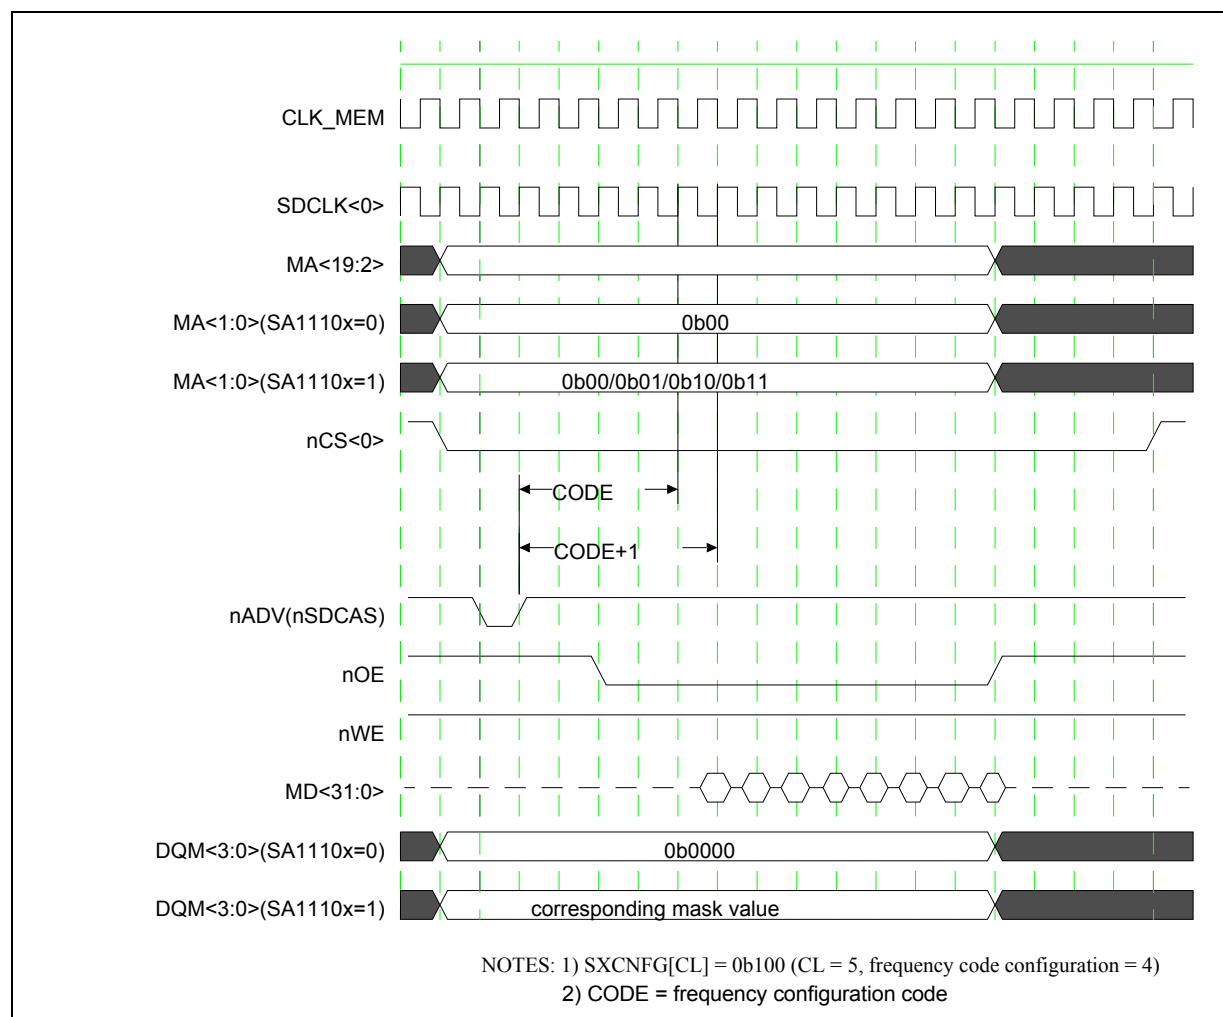 CLK_MEM
SDCLK<0>
MA<19:2>
MA<1:0>(SA1110x=0)
0b00
MA<1:0>(SA1110x=1)
0b00/0b01/0b10/0b11
nCS<0>
CODE
CODE+1
nADV(nSDCAS)
nOE
nWE
MD<31:0>
DQM<3:0>(SA1110x=0)
0b0000
DQM<3:0>(SA1110x=1)
corresponding mask value
NOTES: 1) SXCNFG[CL] = 0b100 (CL = 5, frequency code configuration = 4)
2) CODE = frequency configuration code